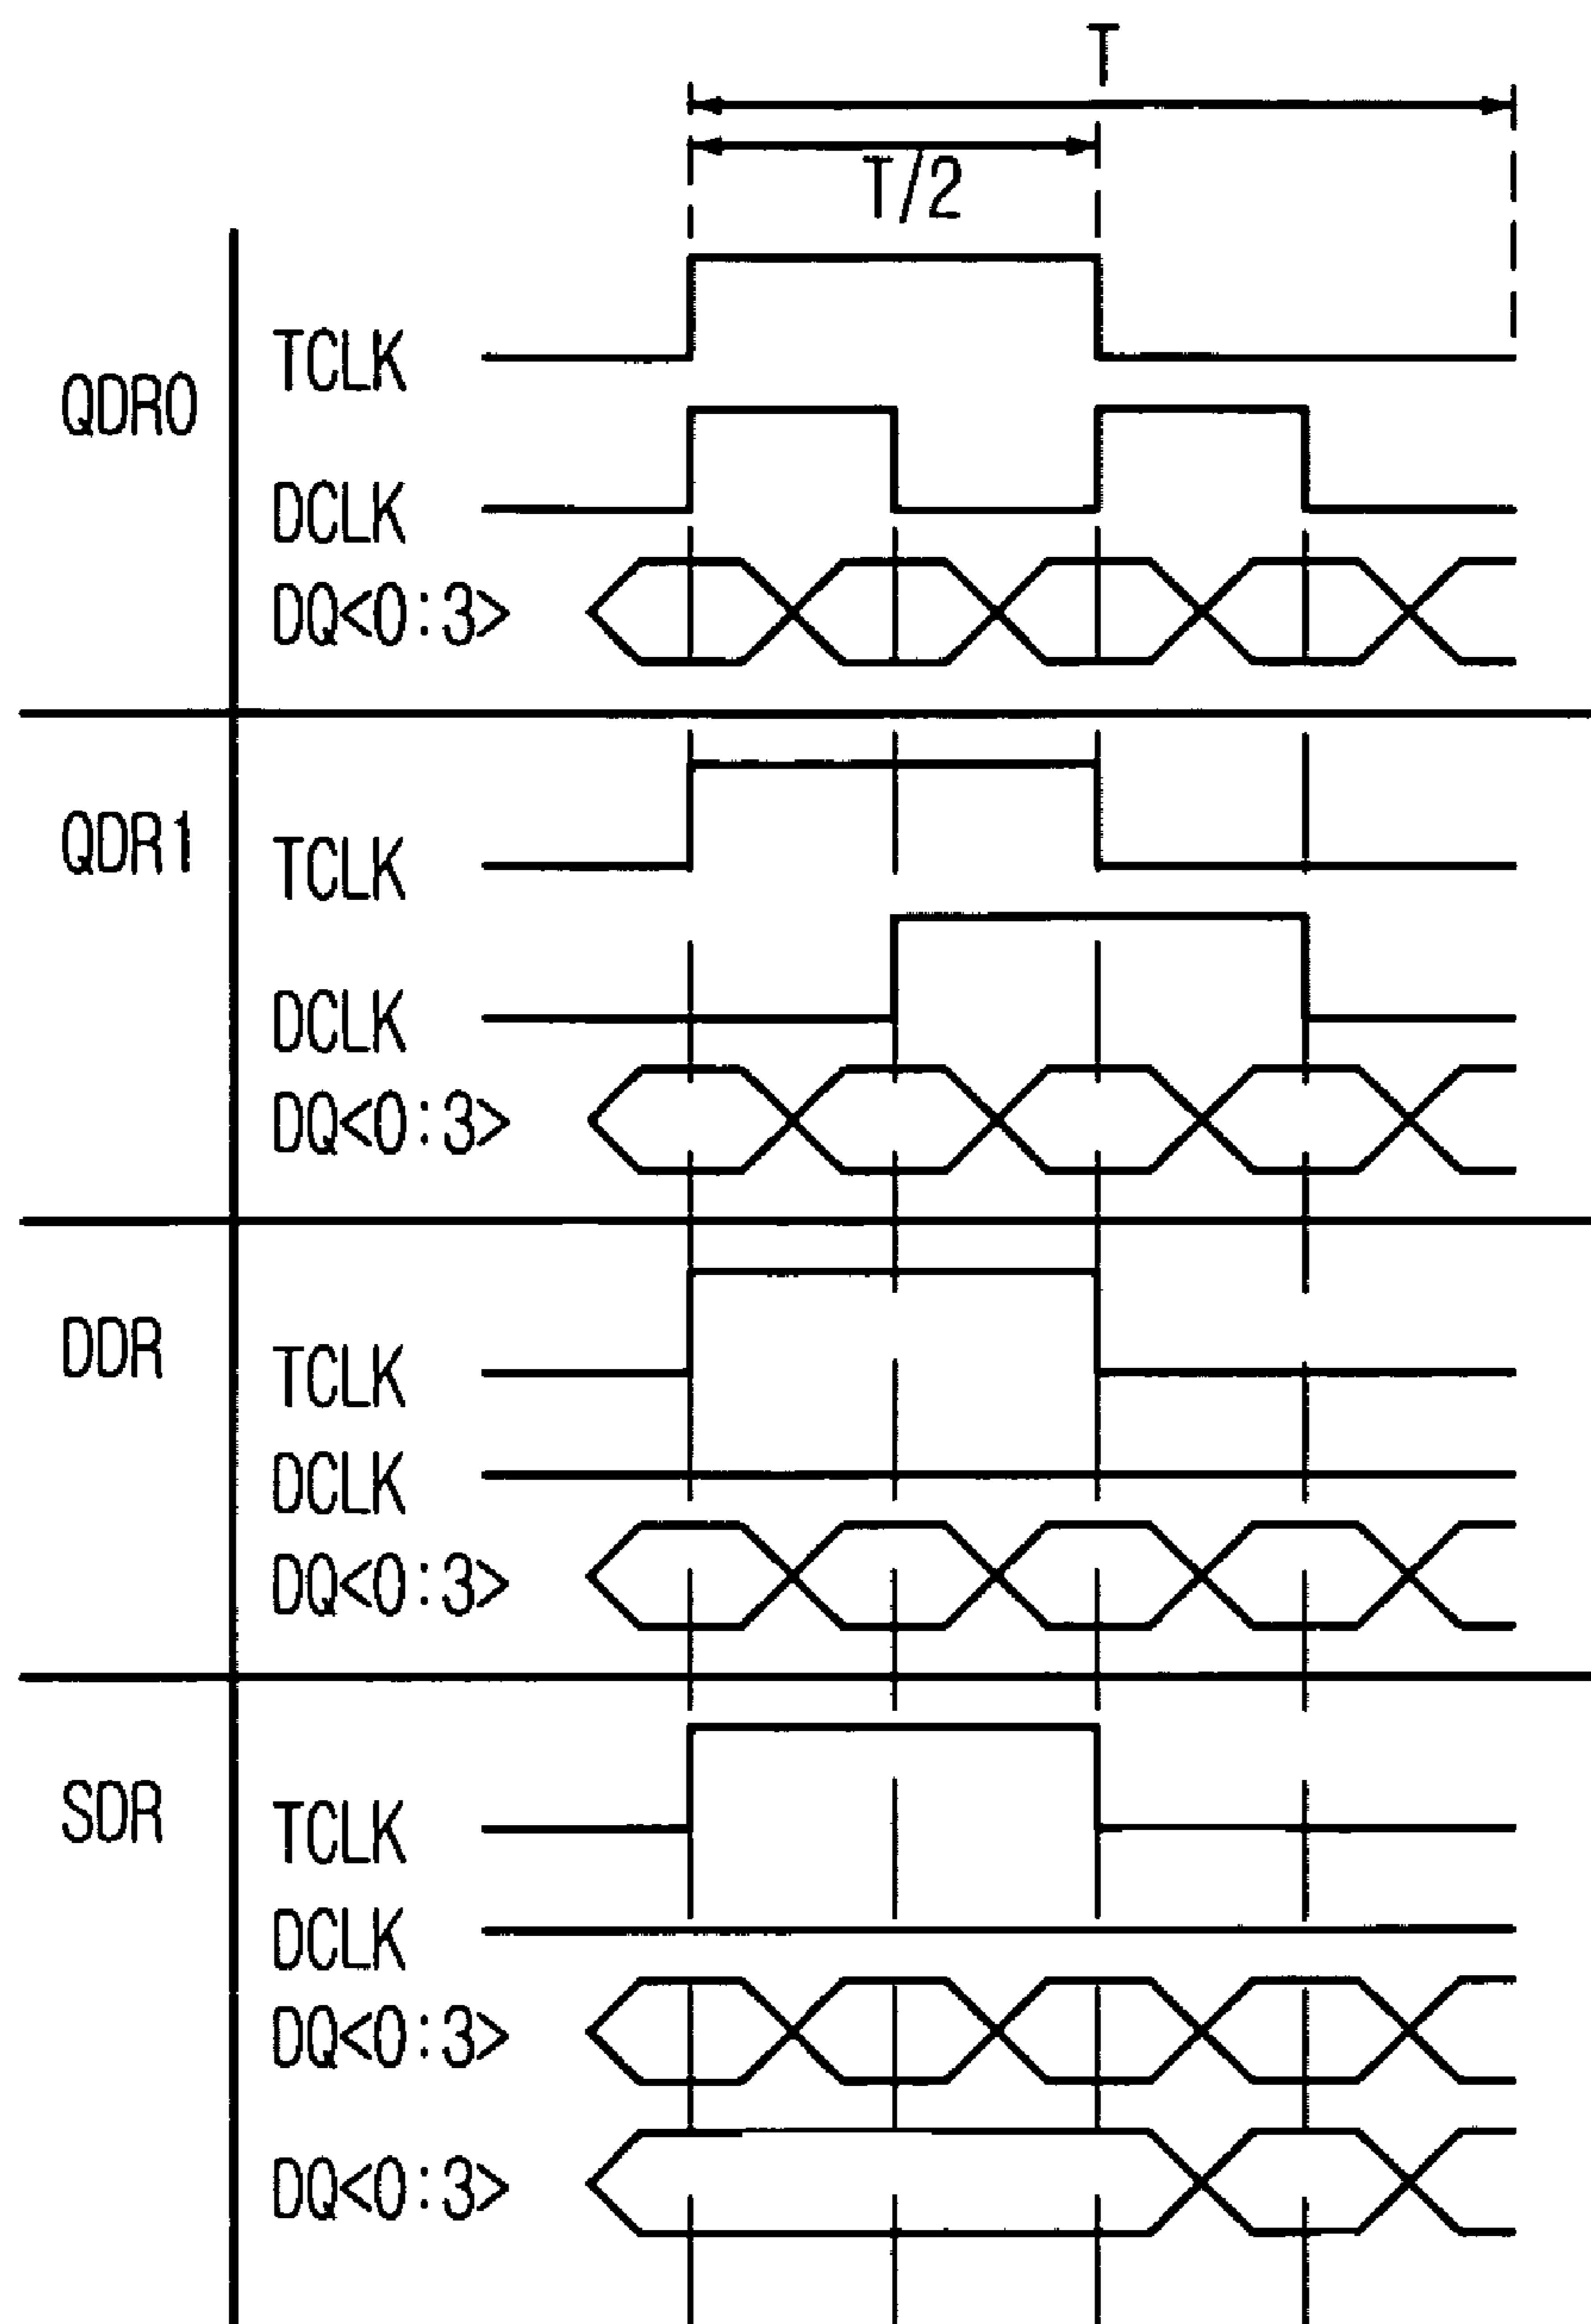 T
T/2
QDR0
TCLK
DCLK
DQ<0:3>
QDR1
TCLK
DCLK
DQ<0:3>
DDR
TCLK
DCLK
DQ<0:3>
SDR
TCLK
DCLK
DQ<0:3>
DQ<0:3>